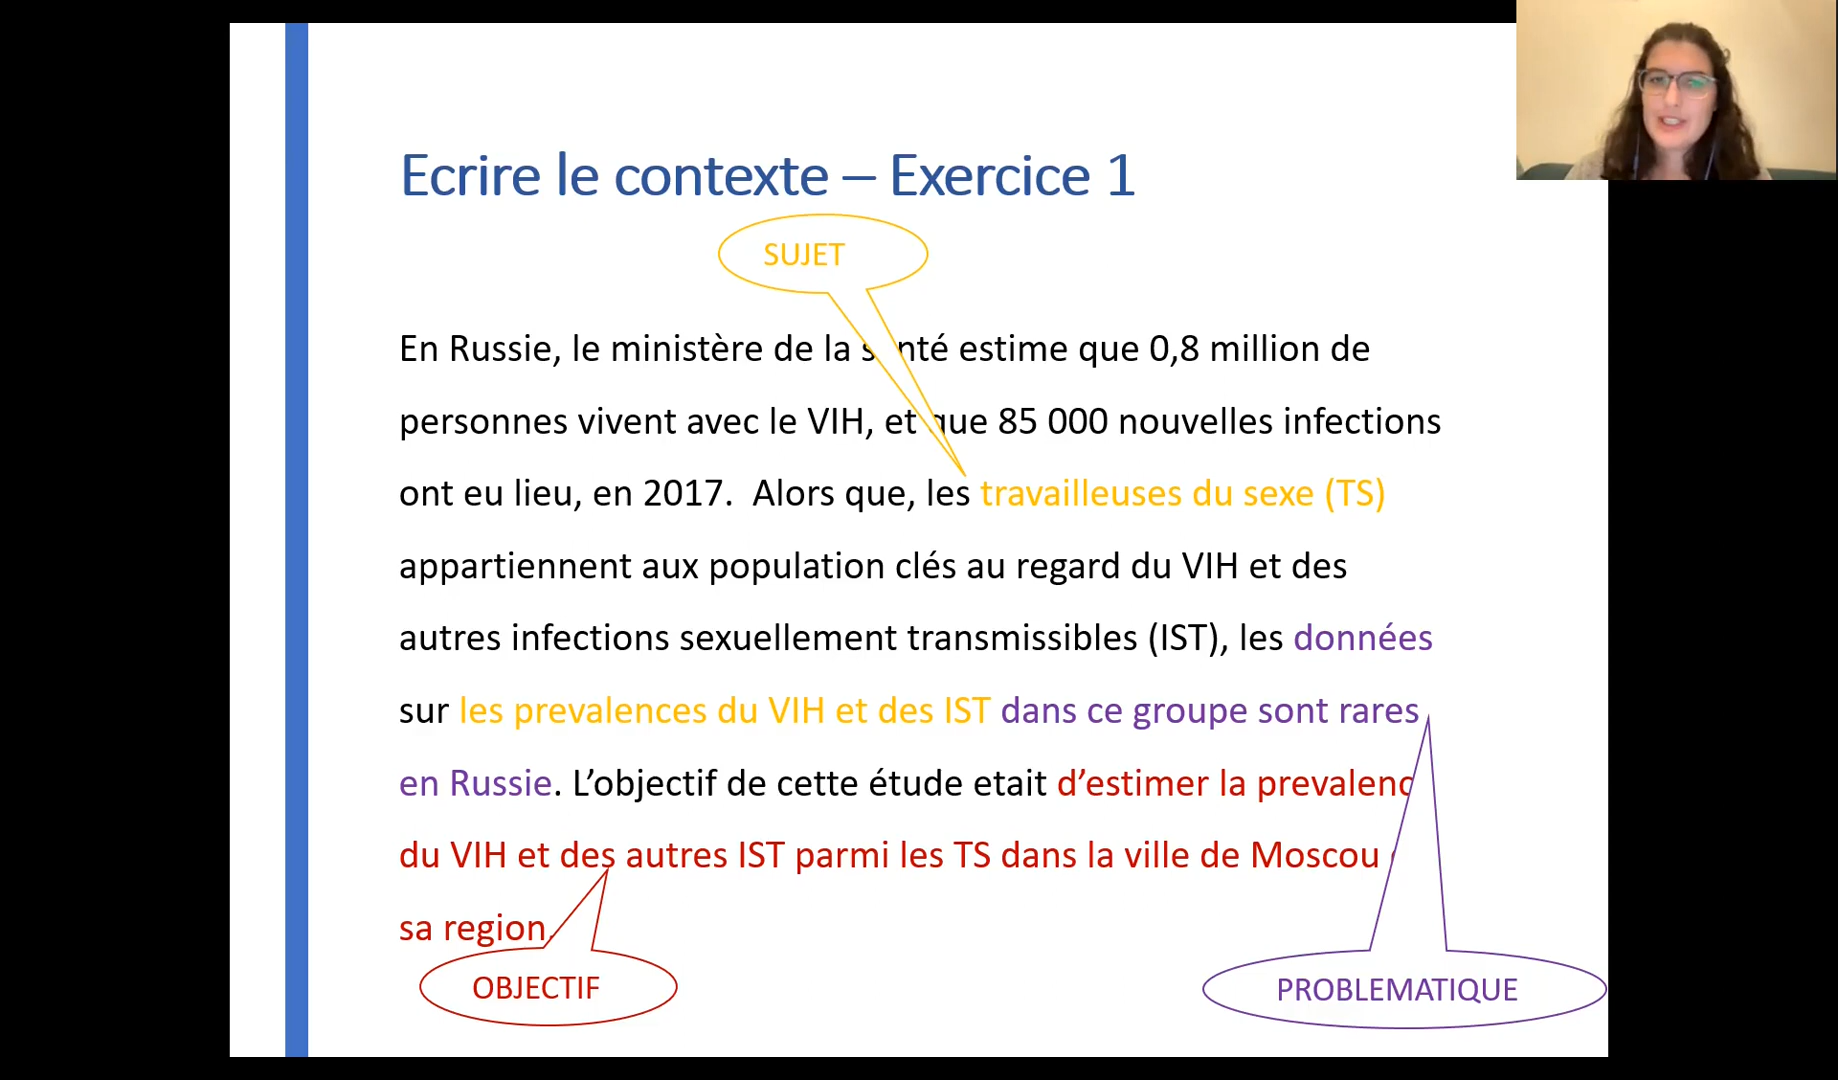 Ecrire le contexte – Exercice 1
SUJET
En Russie, le ministère de la santé estime que 0,8 million de
personnes vivent avec le VIH, et que 85 000 nouvelles infections
ont eu lieu, en 2017. Alors que, les travailleuses du sexe (TS)
appartiennent aux population clés au regard du VIH et des
autres infections sexuellement transmissibles (IST), les données
sur les prevalences du VIH et des IST dans ce groupe sont rares
en Russie. L’objectif de cette étude etait d’estimer la prevalenc
du VIH et des autres IST parmi les TS dans la ville de Moscou
sa region.
OBJECTIF
PROBLEMATIQUE